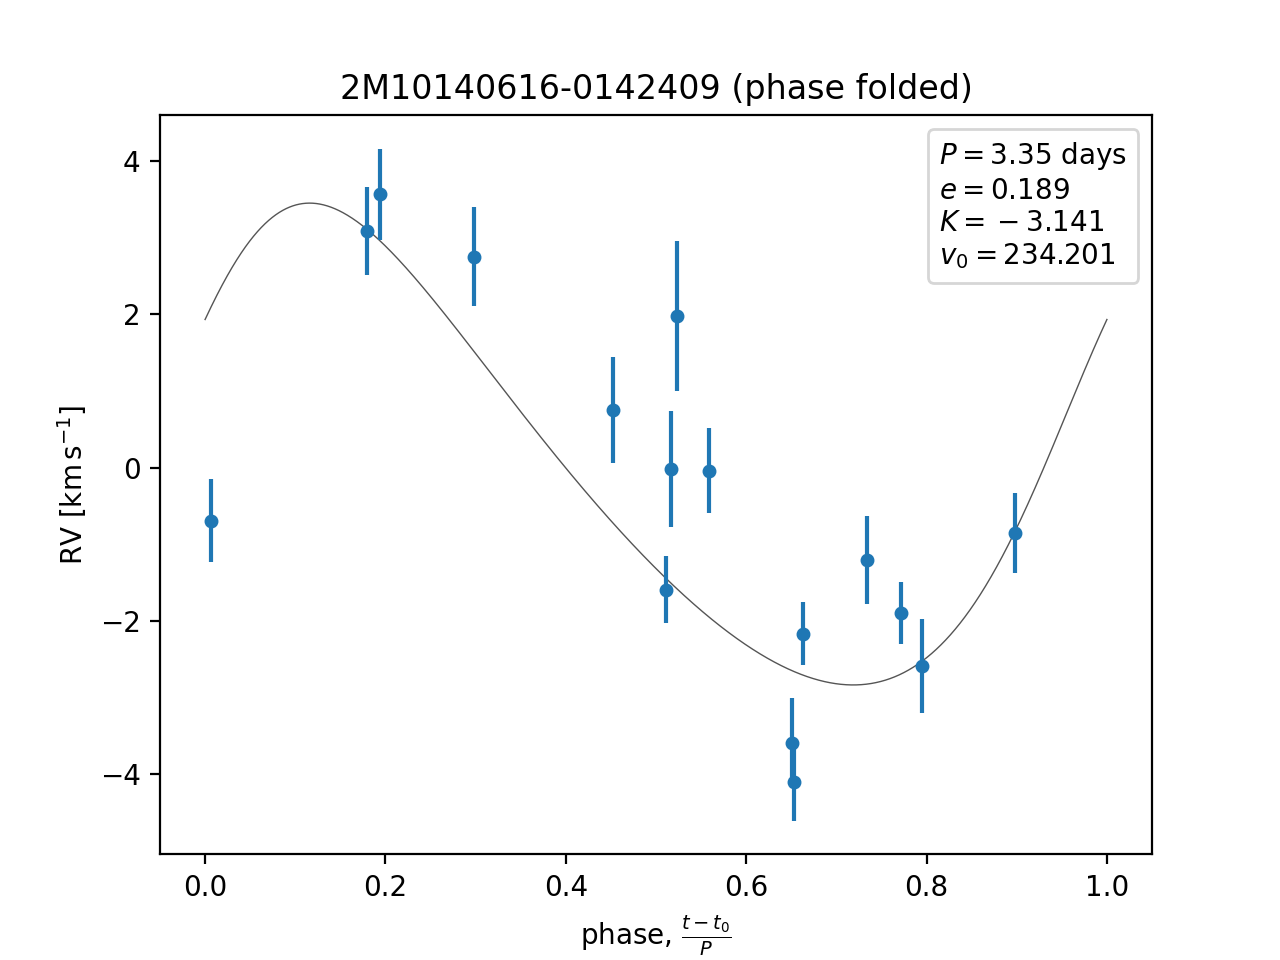 2M10140616-0142409 (phase folded)
P = 3.35 days
e = 0.189
K = −3.141
v₀ = 234.201
RV [km s⁻¹]
4
2
0
−2
−4
0.0 0.2 0.4 0.6 0.8 1.0
phase, (t − t₀)/P